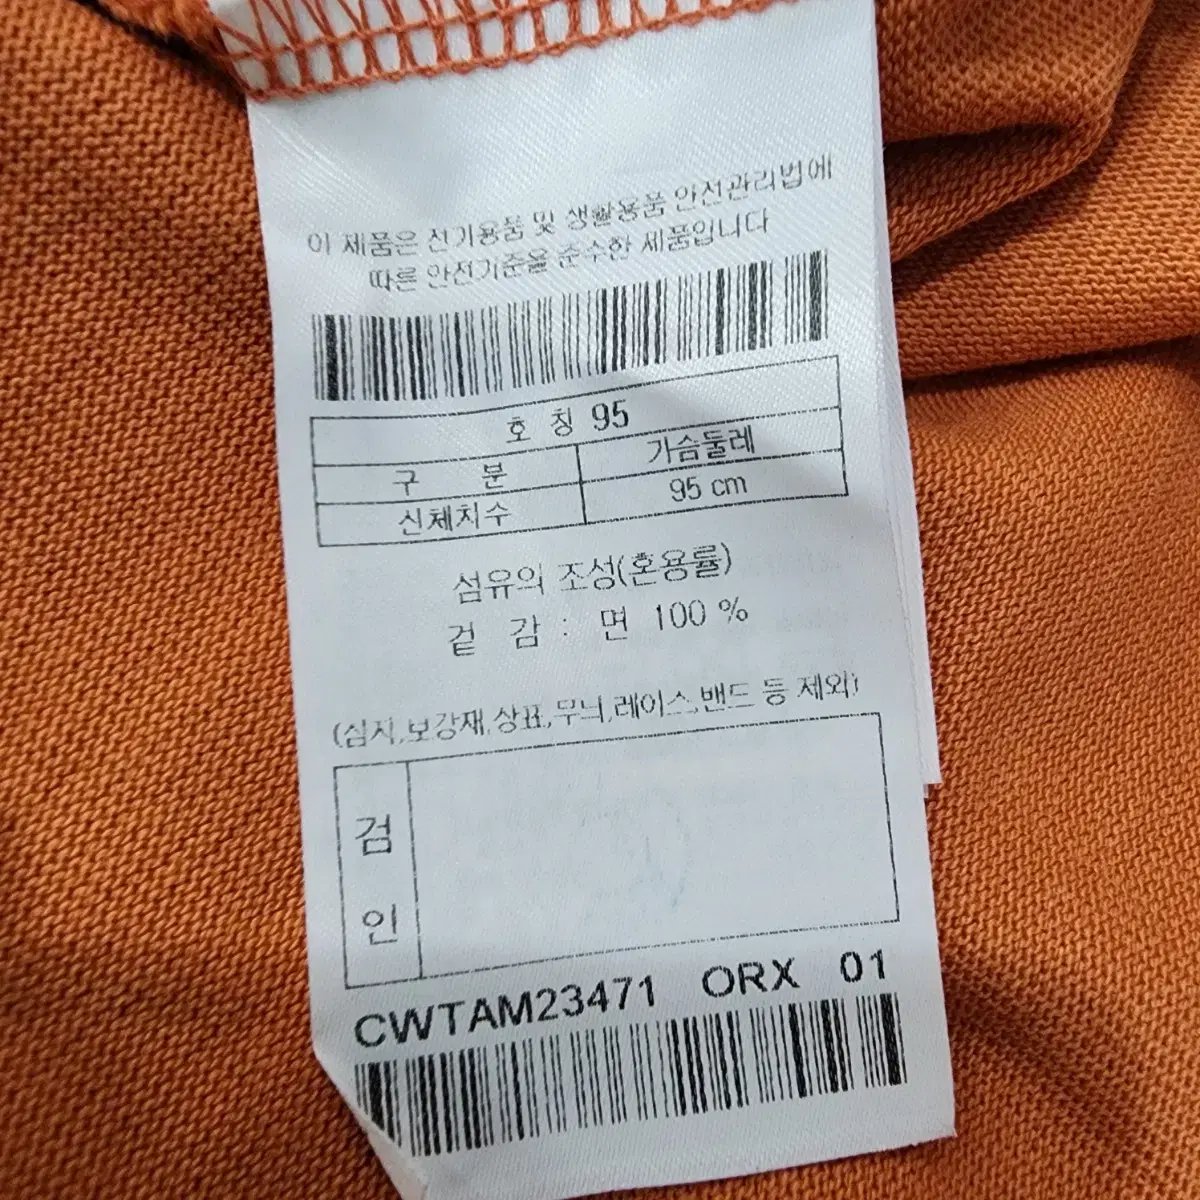 이 제품은 전기용품 및 생활용품 안전관리법에
따른 안전기준을 준수한 제품입니다
호 칭 95
구 분 가슴둘레
신체치수 95 cm
섬유의 조성(혼용률)
겉 감 : 면 100 %
(심지,보강재,상표,무늬,레이스,밴드 등 제외)
검
인
CWTAM23471 ORX 01